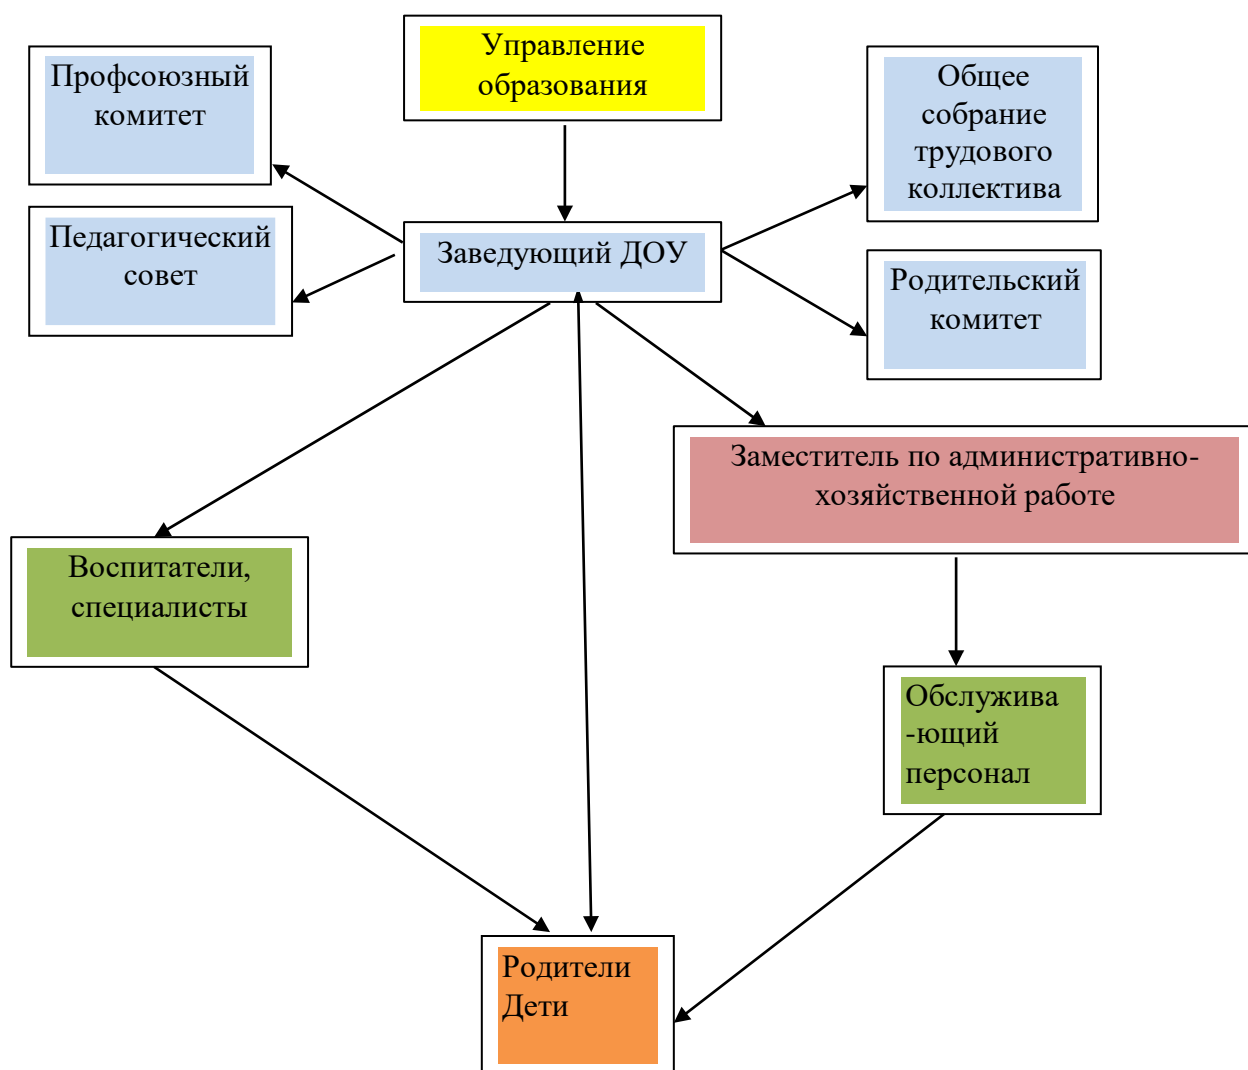 Управление
образования
Профсоюзный
комитет
Общее
собрание
трудового
коллектива
Педагогический
совет
Заведующий ДОУ
Родительский
комитет
Заместитель по административно-
хозяйственной работе
Воспитатели,
специалисты
Обслужива
-ющий
персонал
Родители
Дети